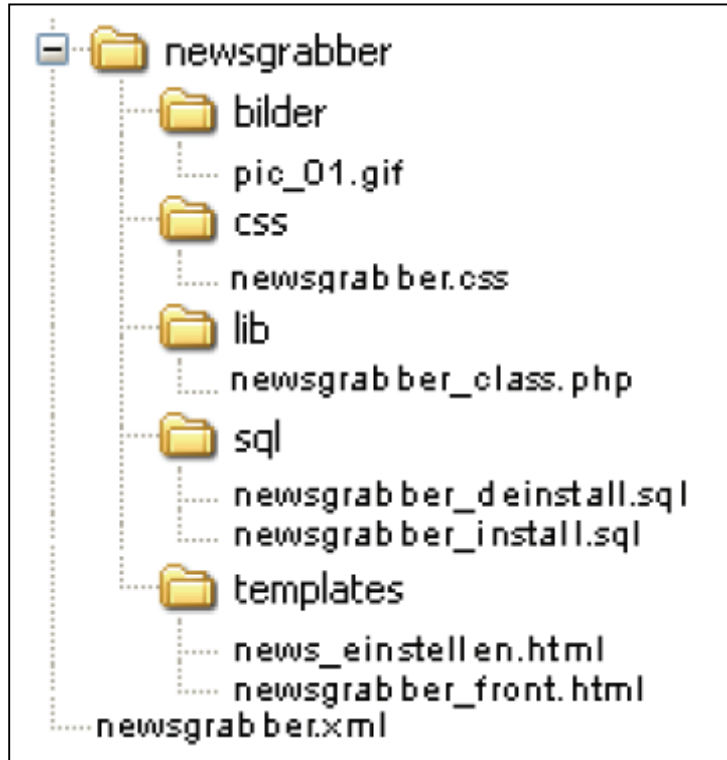 newsgrabber
bilder
pic_01.gif
css
newsgrabber.css
lib
newsgrabber_class.php
sql
newsgrabber_deinstall.sql
newsgrabber_install.sql
templates
news_einstellen.html
newsgrabber_front.html
newsgrabber.xml